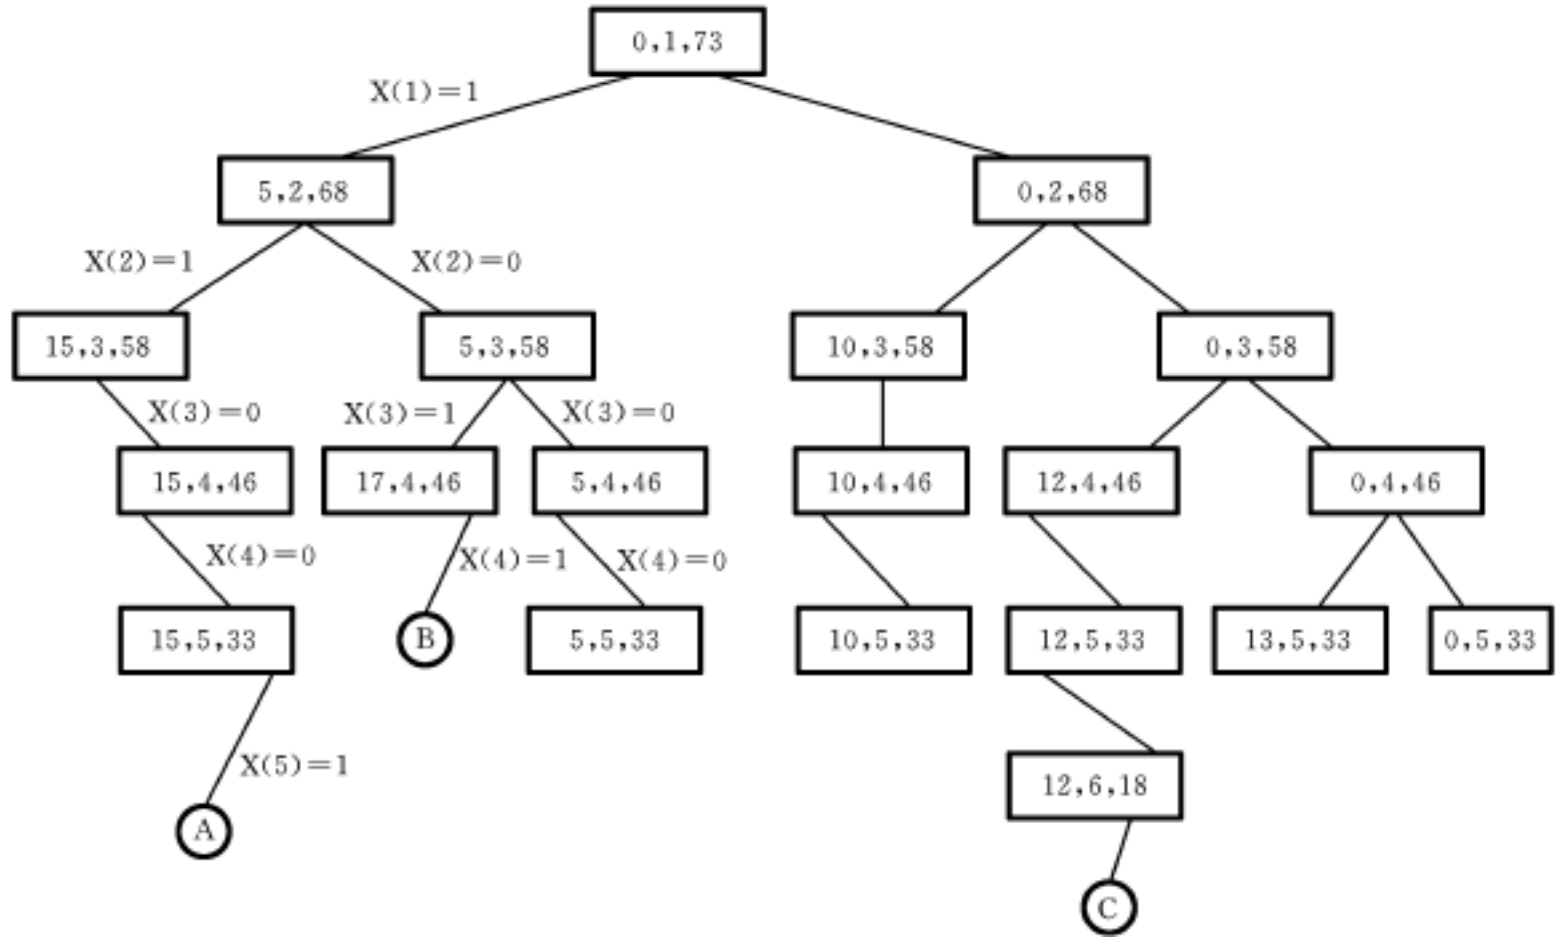 0,1,73
X(1)=1
5,2,68
0,2,68
X(2)=1
X(2)=0
15,3,58
5,3,58
10,3,58
0,3,58
X(3)=0
X(3)=1
X(3)=0
15,4,46
17,4,46
5,4,46
10,4,46
12,4,46
0,4,46
X(4)=0
X(4)=1
X(4)=0
15,5,33
B
5,5,33
10,5,33
12,5,33
13,5,33
0,5,33
X(5)=1
12,6,18
A
C